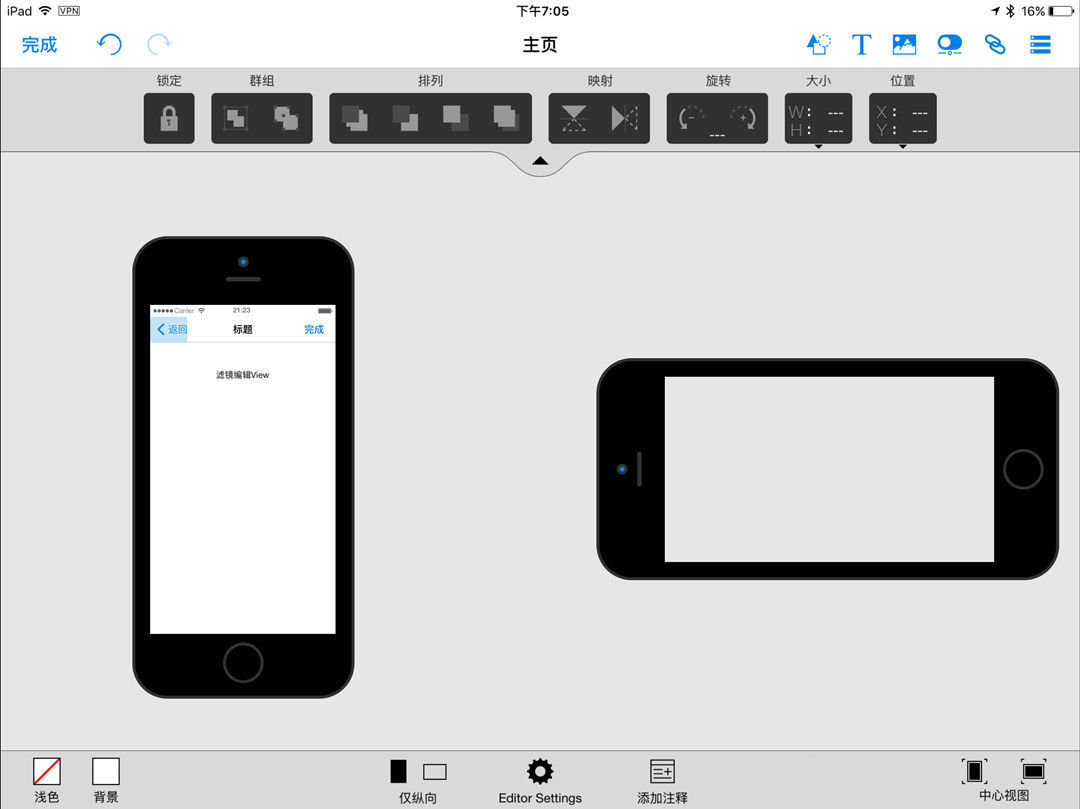 iPad VPN 下午7:05 16%
完成 主页 T
锁定 群组 排列 映射 旋转 大小 位置
W: --- X: ---
--- H: --- Y: ---
Carrier 21:23
返回 标题 完成
滤镜编辑View
浅色 背景 仅纵向 Editor Settings 添加注释 中心视图